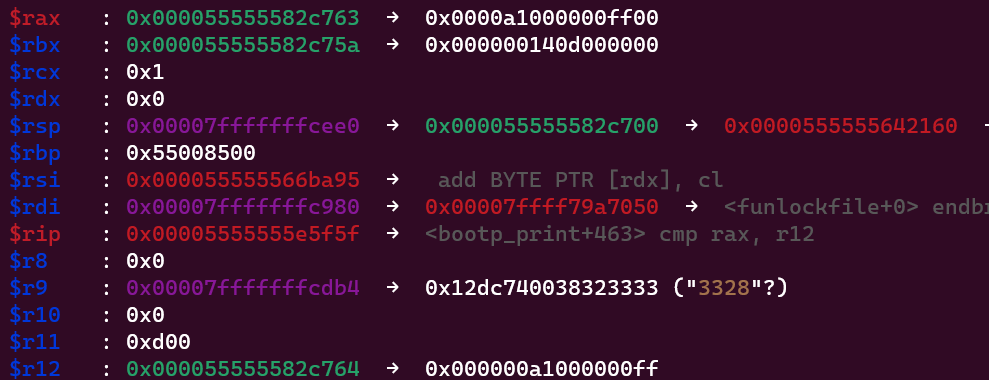 $rax : 0x000055555582c763 → 0x0000a1000000ff00
$rbx : 0x000055555582c75a → 0x000000140d000000
$rcx : 0x1
$rdx : 0x0
$rsp : 0x00007fffffffcee0 → 0x000055555582c700 → 0x0000555555642160 →
$rbp : 0x55008500
$rsi : 0x000055555566ba95 → add BYTE PTR [rdx], cl
$rdi : 0x00007fffffffc980 → 0x00007ffff79a7050 → <funlockfile+0> endb
$rip : 0x00005555555e5f5f → <bootp_print+463> cmp rax, r12
$r8 : 0x0
$r9 : 0x00007fffffffcdb4 → 0x12dc740038323333 ("3328"?)
$r10 : 0x0
$r11 : 0xd00
$r12 : 0x000055555582c764 → 0x000000a1000000ff